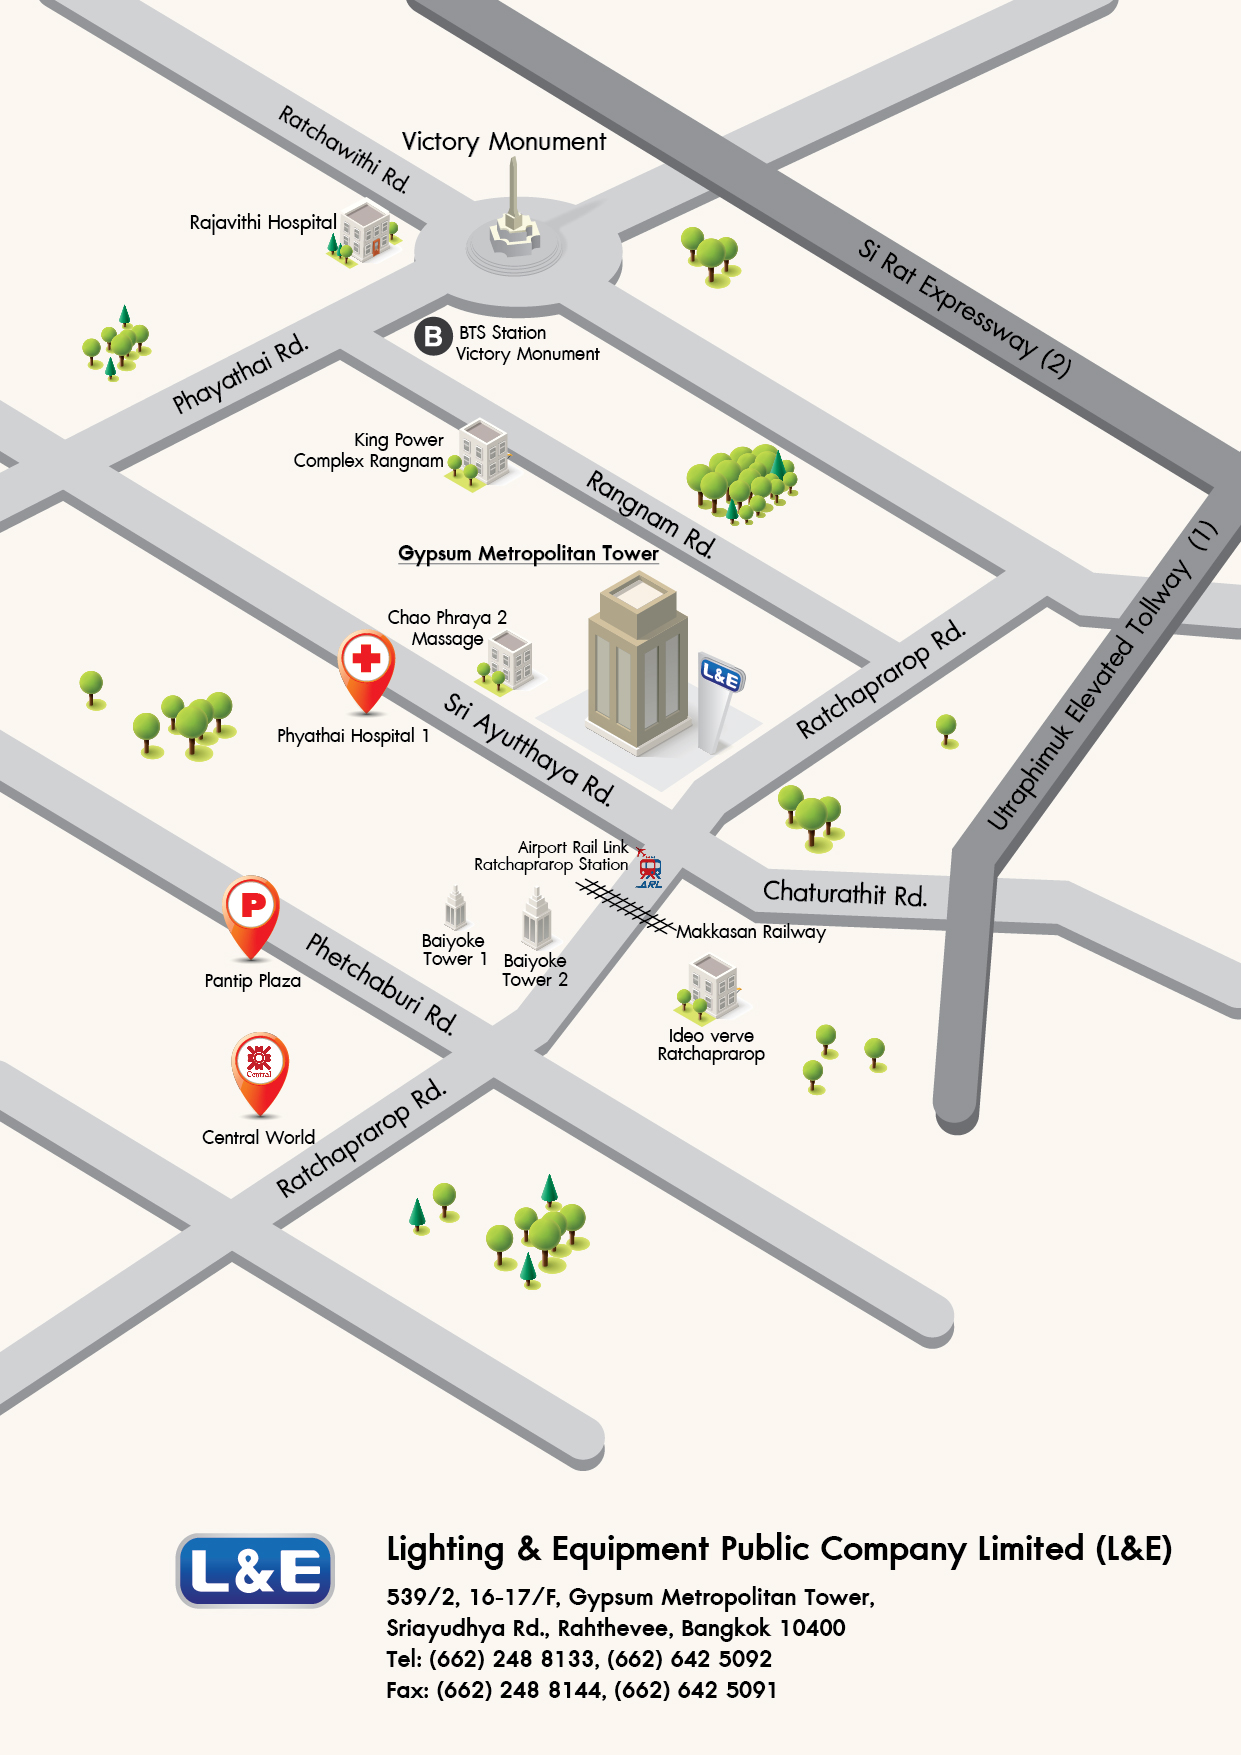 Ratchawithi Rd.
Victory Monument
Rajavithi Hospital
Si Rat Expressway (2)
B
BTS Station
Victory Monument
Phayathai Rd.
King Power
Complex Rangnam
Rangnam Rd.
Gypsum Metropolitan Tower
Utraphimuk Elevated Tollway (1)
Chao Phraya 2
Massage
L&E
Ratchaprarop Rd.
Phyathai Hospital 1
Sri Ayutthaya Rd.
Airport Rail Link
Ratchaprarop Station
ARL
Chaturathit Rd.
P
Pantip Plaza
Phetchaburi Rd.
Baiyoke
Tower 1
Baiyoke
Tower 2
Makkasan Railway
Ideo verve
Ratchaprarop
Central
Central World
Ratchaprarop Rd.
L&E
Lighting & Equipment Public Company Limited (L&E)
539/2, 16-17/F, Gypsum Metropolitan Tower,
Sriayudhya Rd., Rahthevee, Bangkok 10400
Tel: (662) 248 8133, (662) 642 5092
Fax: (662) 248 8144, (662) 642 5091